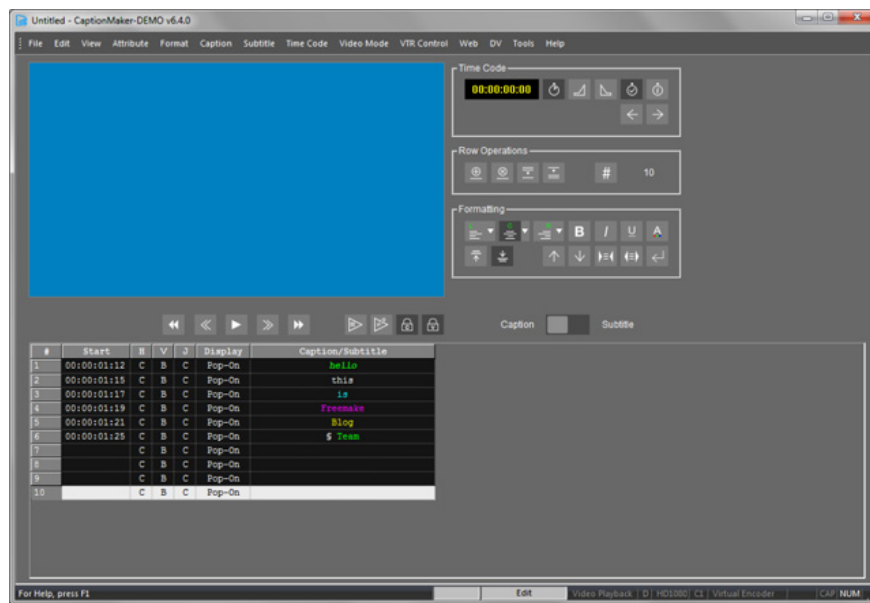 Untitled - CaptionMaker-DEMO v6.4.0
File Edit View Attribute Format Caption Subtitle Time Code Video Mode VTR Control Web DV Tools Help
Time Code
00:00:00:00
Row Operations
# 10
Formatting
B I U A
Caption Subtitle
# Start H V J Display Caption/Subtitle
1 00:00:01:12 C B C Pop-On hello
2 00:00:01:15 C B C Pop-On this
3 00:00:01:17 C B C Pop-On is
4 00:00:01:19 C B C Pop-On freemake
5 00:00:01:21 C B C Pop-On Blog
6 00:00:01:25 C B C Pop-On Team
7 C B C Pop-On
8 C B C Pop-On
9 C B C Pop-On
10 C B C Pop-On
For Help, press F1 Edit Video Playback D HD1080 C1 Virtual Encoder CAP NUM